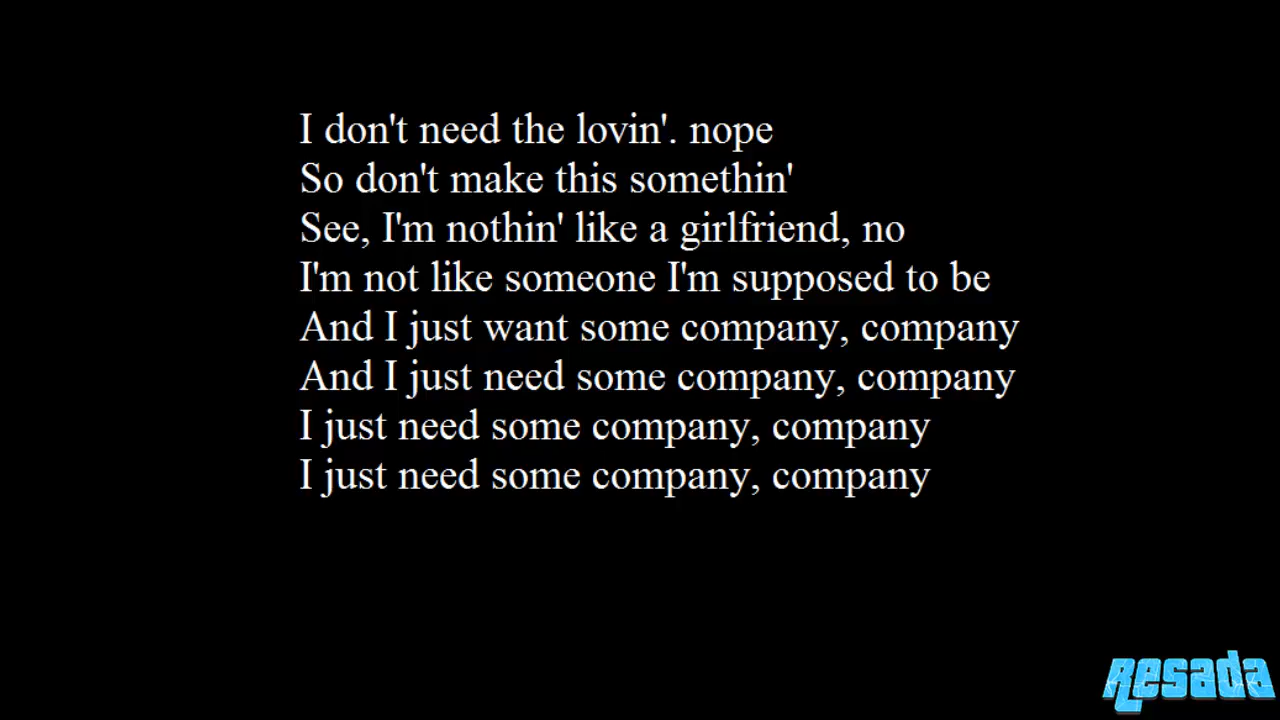 I don't need the lovin'. nope
So don't make this somethin'
See, I'm nothin' like a girlfriend, no
I'm not like someone I'm supposed to be
And I just want some company, company
And I just need some company, company
I just need some company, company
I just need some company, company
Resada